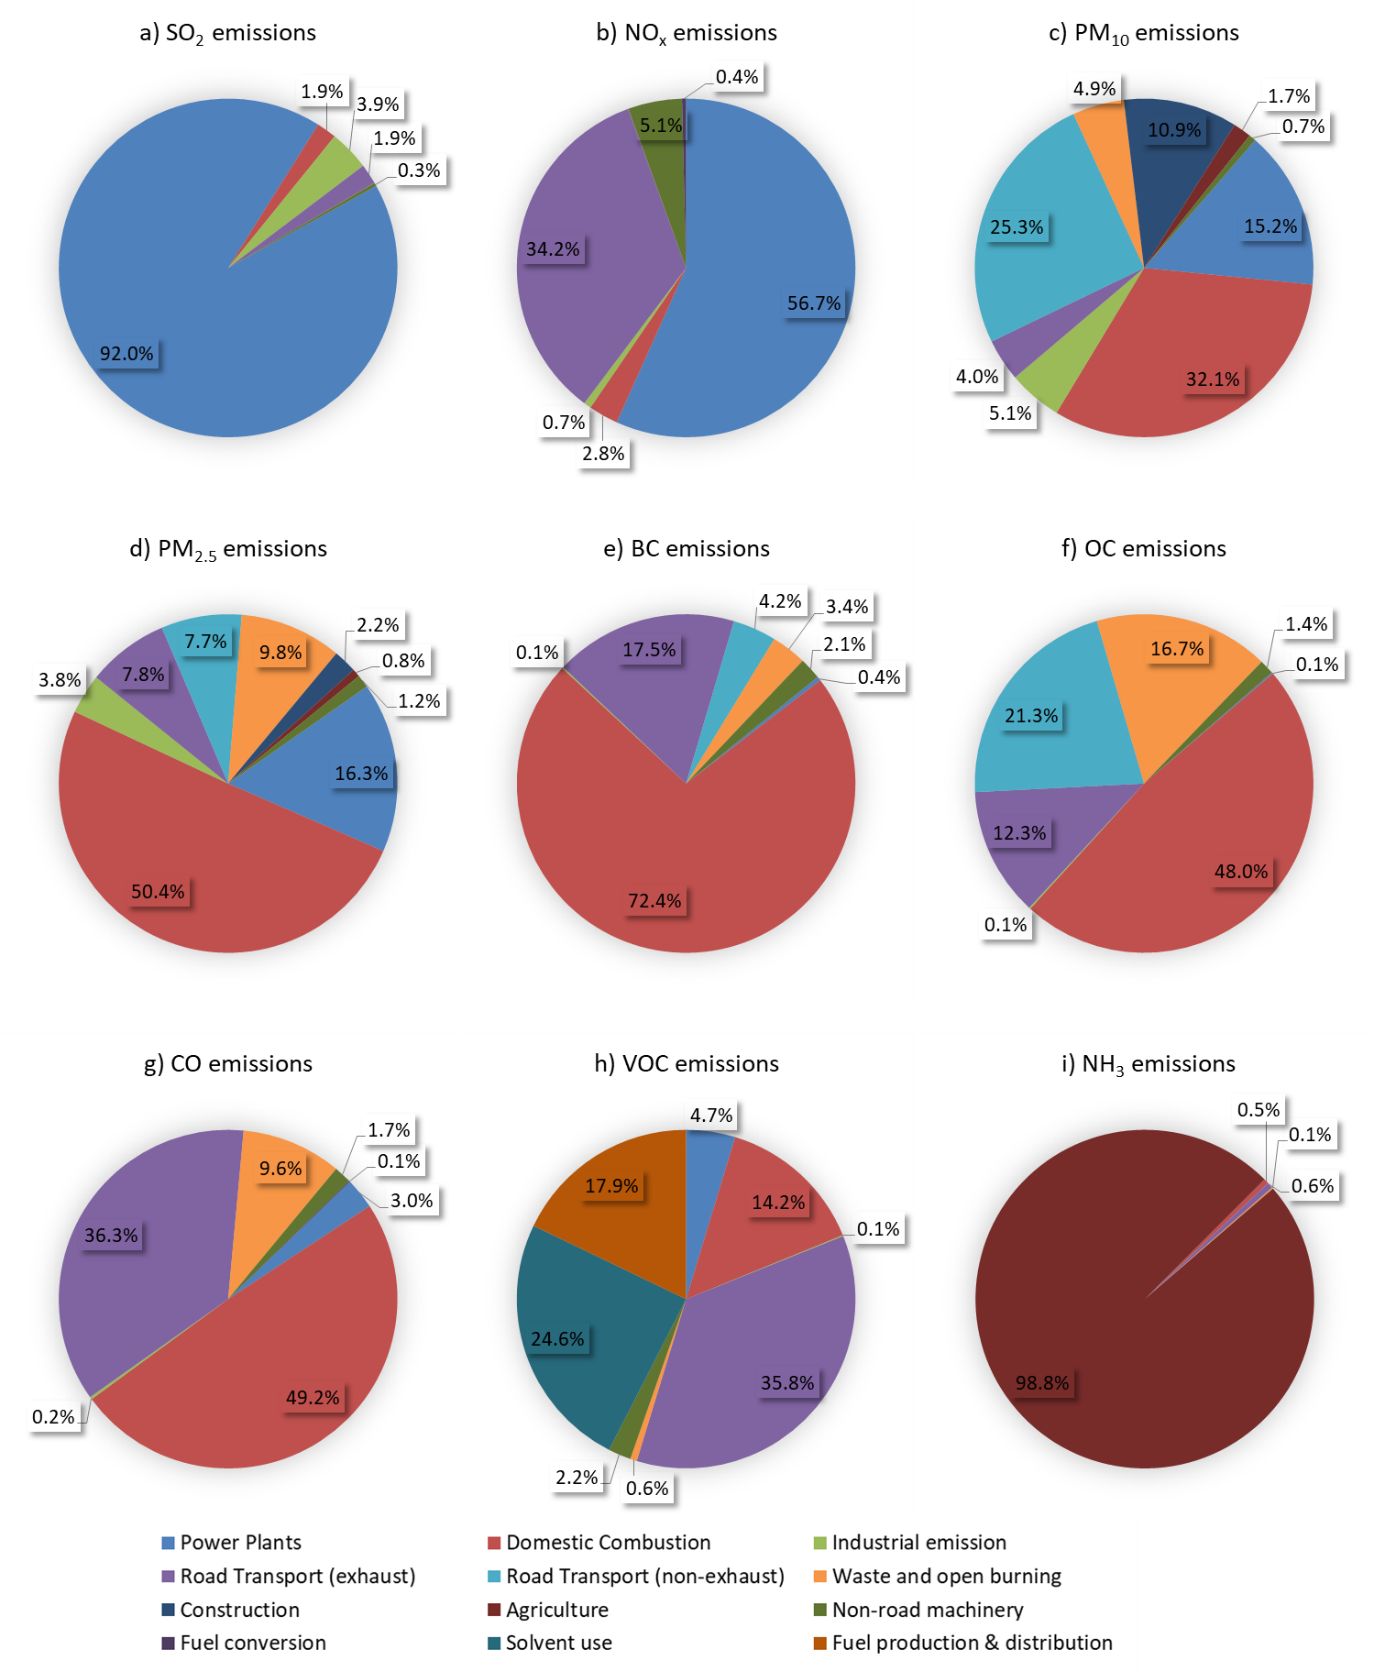 a) SO2 emissions
b) NOx emissions
c) PM10 emissions
1.9%
3.9%
1.9%
0.3%
92.0%
0.4%
5.1%
34.2%
56.7%
0.7%
2.8%
4.9%
10.9%
1.7%
0.7%
25.3%
15.2%
4.0%
5.1%
32.1%
d) PM2.5 emissions
e) BC emissions
f) OC emissions
7.7%
9.8%
2.2%
0.8%
1.2%
7.8%
3.8%
16.3%
50.4%
0.1%
17.5%
4.2%
3.4%
2.1%
0.4%
72.4%
16.7%
1.4%
0.1%
21.3%
12.3%
48.0%
0.1%
g) CO emissions
h) VOC emissions
i) NH3 emissions
1.7%
0.1%
3.0%
9.6%
36.3%
49.2%
0.2%
4.7%
17.9%
14.2%
0.1%
24.6%
35.8%
2.2%
0.6%
0.5%
0.1%
0.6%
98.8%
Power Plants
Domestic Combustion
Industrial emission
Road Transport (exhaust)
Road Transport (non-exhaust)
Waste and open burning
Construction
Agriculture
Non-road machinery
Fuel conversion
Solvent use
Fuel production & distribution